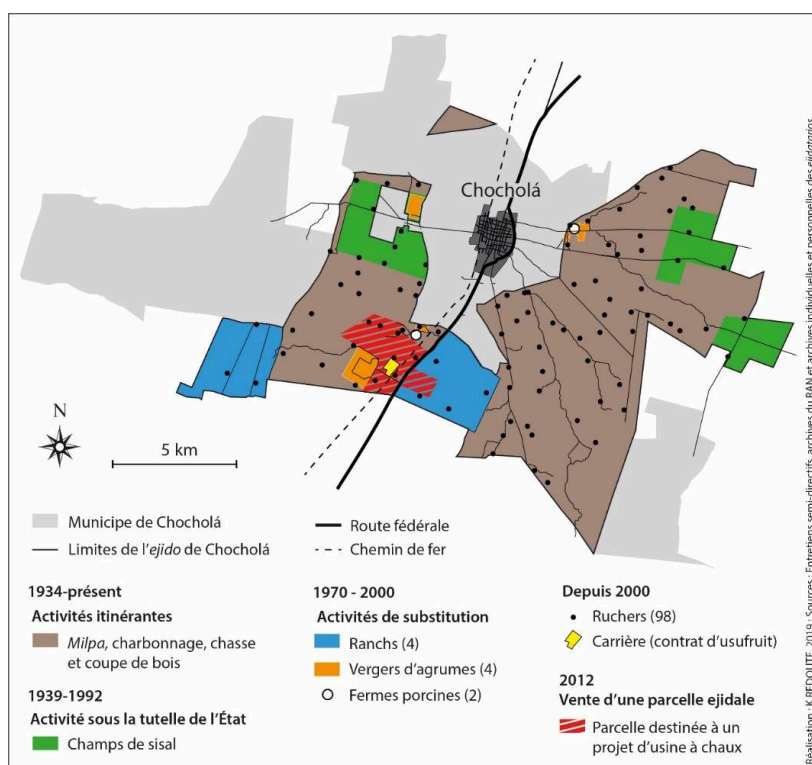 Chocholá
N
5 km
Municipe de Chocholá
Limites de l'ejido de Chocholá
Route fédérale
Chemin de fer
1934-présent
Activités itinérantes
Milpa, charbonnage, chasse
et coupe de bois
1939-1992
Activité sous la tutelle de l'État
Champs de sisal
1970 - 2000
Activités de substitution
Ranchs (4)
Vergers d'agrumes (4)
Fermes porcines (2)
Depuis 2000
Ruchers (98)
Carrière (contrat d'usufruit)
2012
Vente d'une parcelle ejidale
Parcelle destinée à un
projet d'usine à chaux
Réalisation : K.REDOLITE, 2019 ; Sources : Entretiens semi-directifs, archives du RAN et archives individuelles et personnelles des ejidatarios